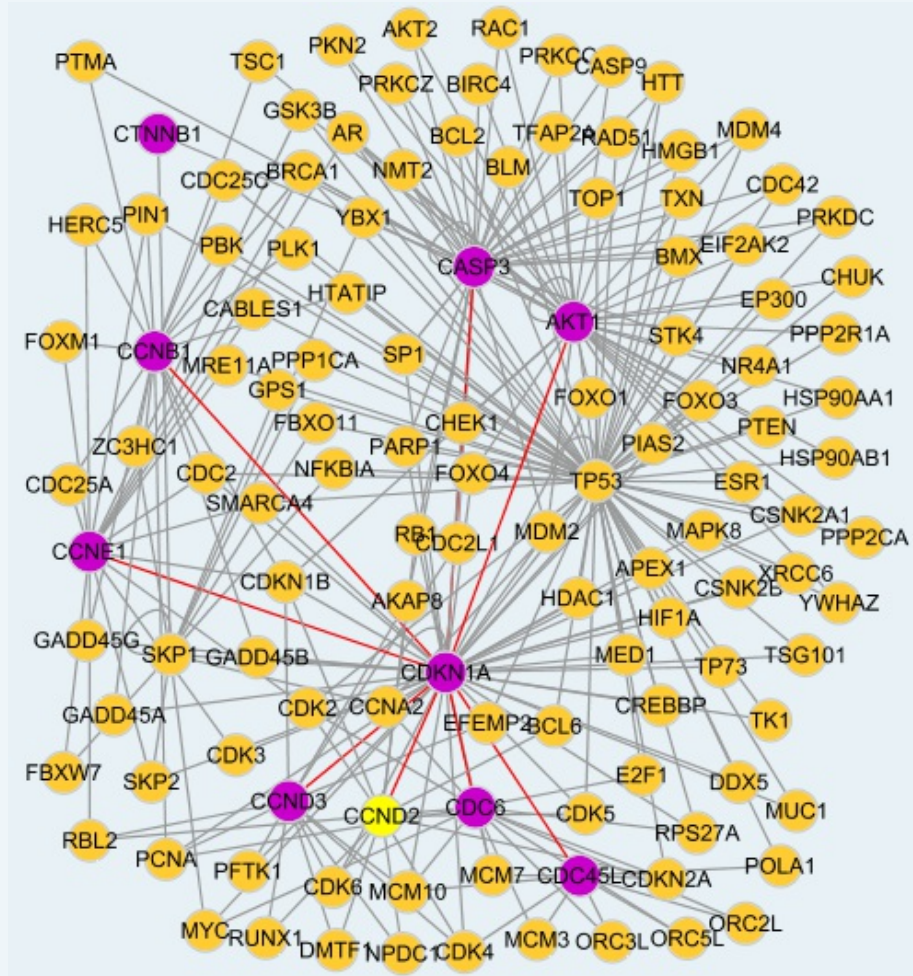 AKT2
RAC1
PKN2
PTMA
TSC1
PRKCC
CASP9
PRKCZ
BIRC4
HTT
GSK3B
AR
CTNNB1
BCL2
TFAP2A
RAD51
MDM4
HMGB1
BRCA1
NMT2
BLM
CDC25C
TOP1
TXN
CDC42
HERC5
PIN1
YBX1
PRKDC
PBK
PLK1
EIF2AK2
BMX
CASP3
CHUK
HTATIP
EP300
CABLES1
AKT1
FOXM1
CCNB1
STK4
PPP2R1A
SP1
MRE11A
PPP1CA
NR4A1
GPS1
FOXO1
FOXO3
HSP90AA1
CHEK1
FBXO11
PTEN
ZC3HC1
PARP1
PIAS2
HSP90AB1
CDC2
NFKBIA
FOXO4
TP53
CDC25A
ESR1
SMARCA4
CSNK2A1
RB1
MDM2
MAPK8
CDC2L1
PPP2CA
CCNE1
APEX1
XRCC6
CDKN1B
CSNK2B
AKAP8
HDAC1
YWHAZ
HIF1A
GADD45G
SKP1
GADD45B
MED1
TSG101
CDKN1A
TP73
GADD45A
CDK2
CCNA2
CREBBP
EFEMP2
BCL6
TK1
CDK3
FBXW7
SKP2
E2F1
DDX5
CCND3
CCND2
CDC6
CDK5
MUC1
RPS27A
RBL2
PCNA
PFTK1
POLA1
CDK6
MCM10
MCM7
CDC45L
CDKN2A
MYC
RUNX1
ORC2L
DMTF1
NPDC1
CDK4
MCM3
ORC3L
ORC5L